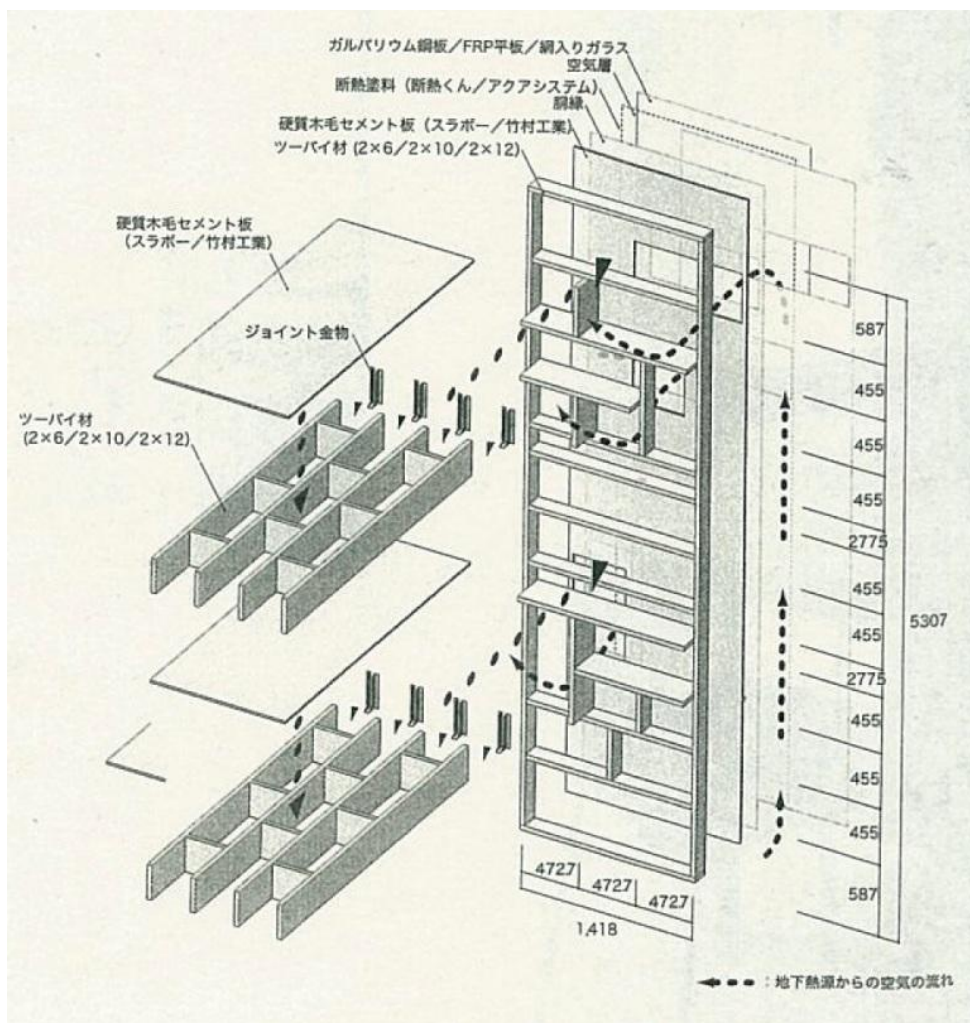 ガルバリウム鋼板／FRP平板／網入りガラス
空気層
断熱塗料（断熱くん／アクアシステム）
胴縁
硬質木毛セメント板（スラボー／竹村工業）
ツーバイ材 (2×6／2×10／2×12)
硬質木毛セメント板
（スラボー／竹村工業）
ジョイント金物
ツーバイ材
(2×6／2×10／2×12)
587
455
455
455
2775
455
455
2775
455
455
455
587
5307
472.7
472.7
472.7
1,418
：地下熱源からの空気の流れ